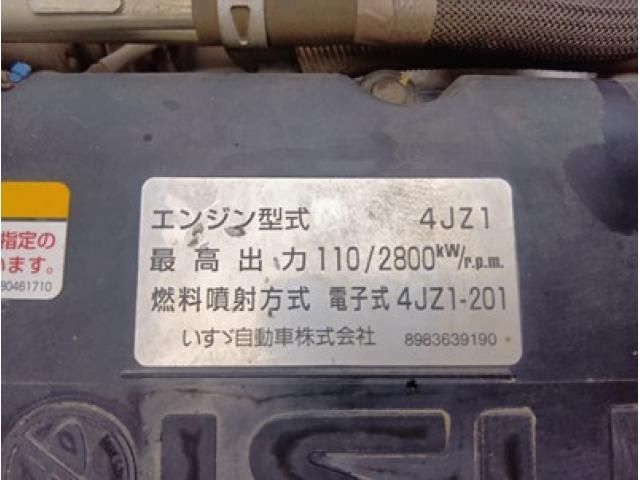 エンジン型式 4JZ1
最高出力 110/2800kW/r.p.m.
燃料噴射方式 電子式 4JZ1-201
いすゞ自動車株式会社 8983639190
指定の
います。
80461710